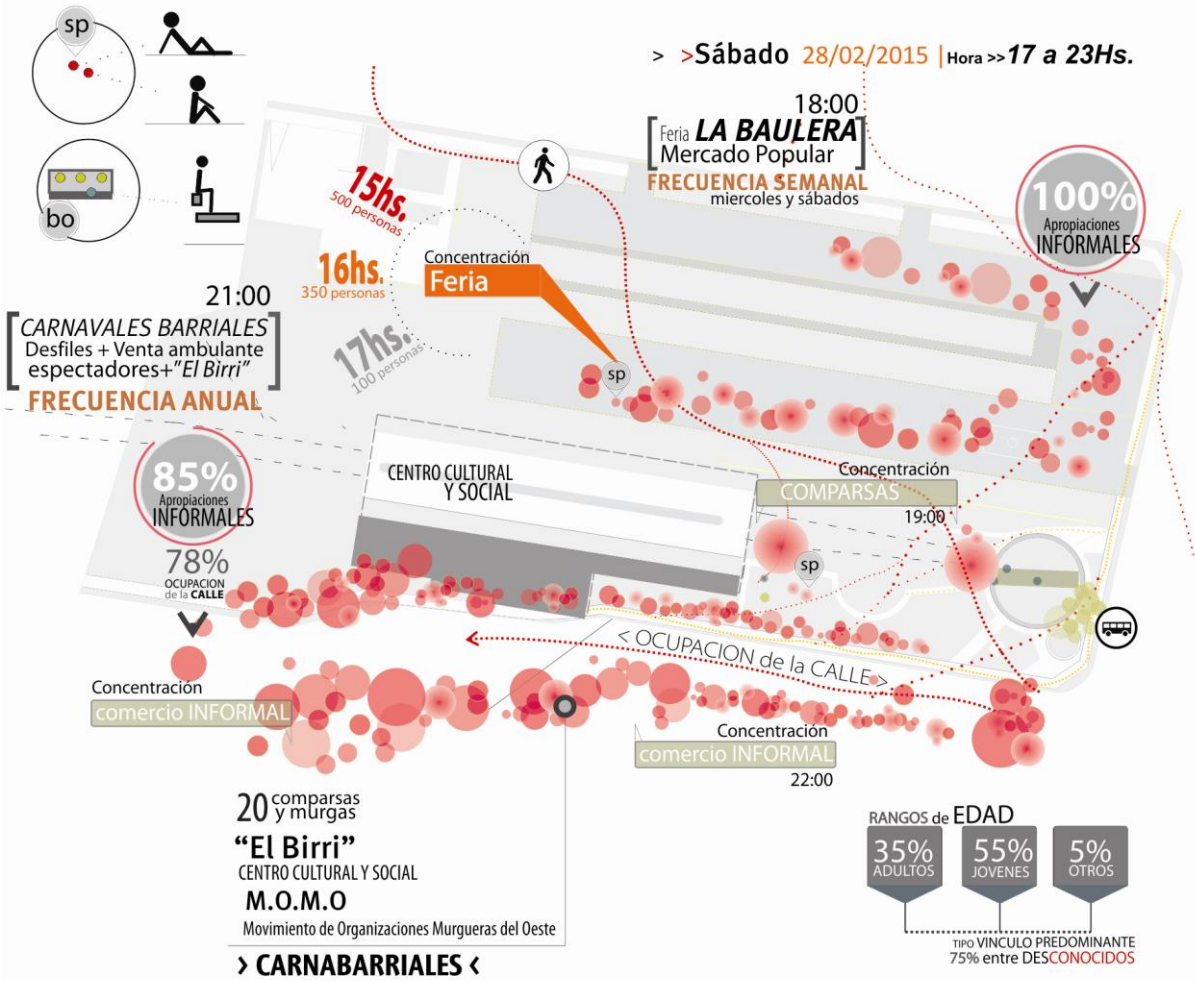 sp
bo
> >Sábado 28/02/2015 | Hora >> 17 a 23Hs.
18:00
Feria LA BAULERA
Mercado Popular
FRECUENCIA SEMANAL
miercoles y sábados
100%
Apropiaciones
INFORMALES
15hs.
500 personas
16hs.
350 personas
17hs.
100 personas
Concentración
Feria
sp
21:00
CARNAVALES BARRIALES
Desfiles + Venta ambulante
espectadores+"El Birri"
FRECUENCIA ANUAL
85%
Apropiaciones
INFORMALES
78%
OCUPACION
de la CALLE
CENTRO CULTURAL
Y SOCIAL
Concentración
COMPARSAS
19:00
sp
< OCUPACION de la CALLE>
Concentración
comercio INFORMAL
Concentración
comercio INFORMAL
22:00
20 comparsas
y murgas
“El Birri”
CENTRO CULTURAL Y SOCIAL
M.O.M.O
Movimiento de Organizaciones Murgueras del Oeste
> CARNABARRIALES <
RANGOS de EDAD
35%
ADULTOS
55%
JOVENES
5%
OTROS
TIPO VINCULO PREDOMINANTE
75% entre DESCONOCIDOS